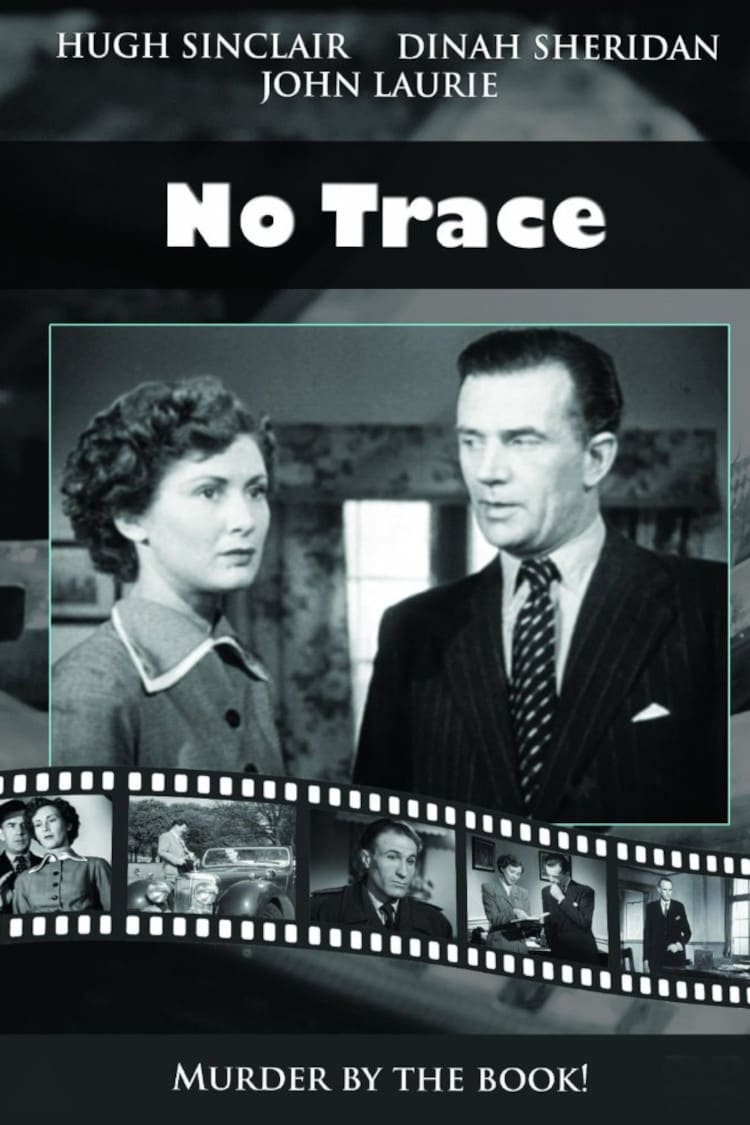 HUGH SINCLAIR DINAH SHERIDAN
JOHN LAURIE
No Trace
MURDER BY THE BOOK!